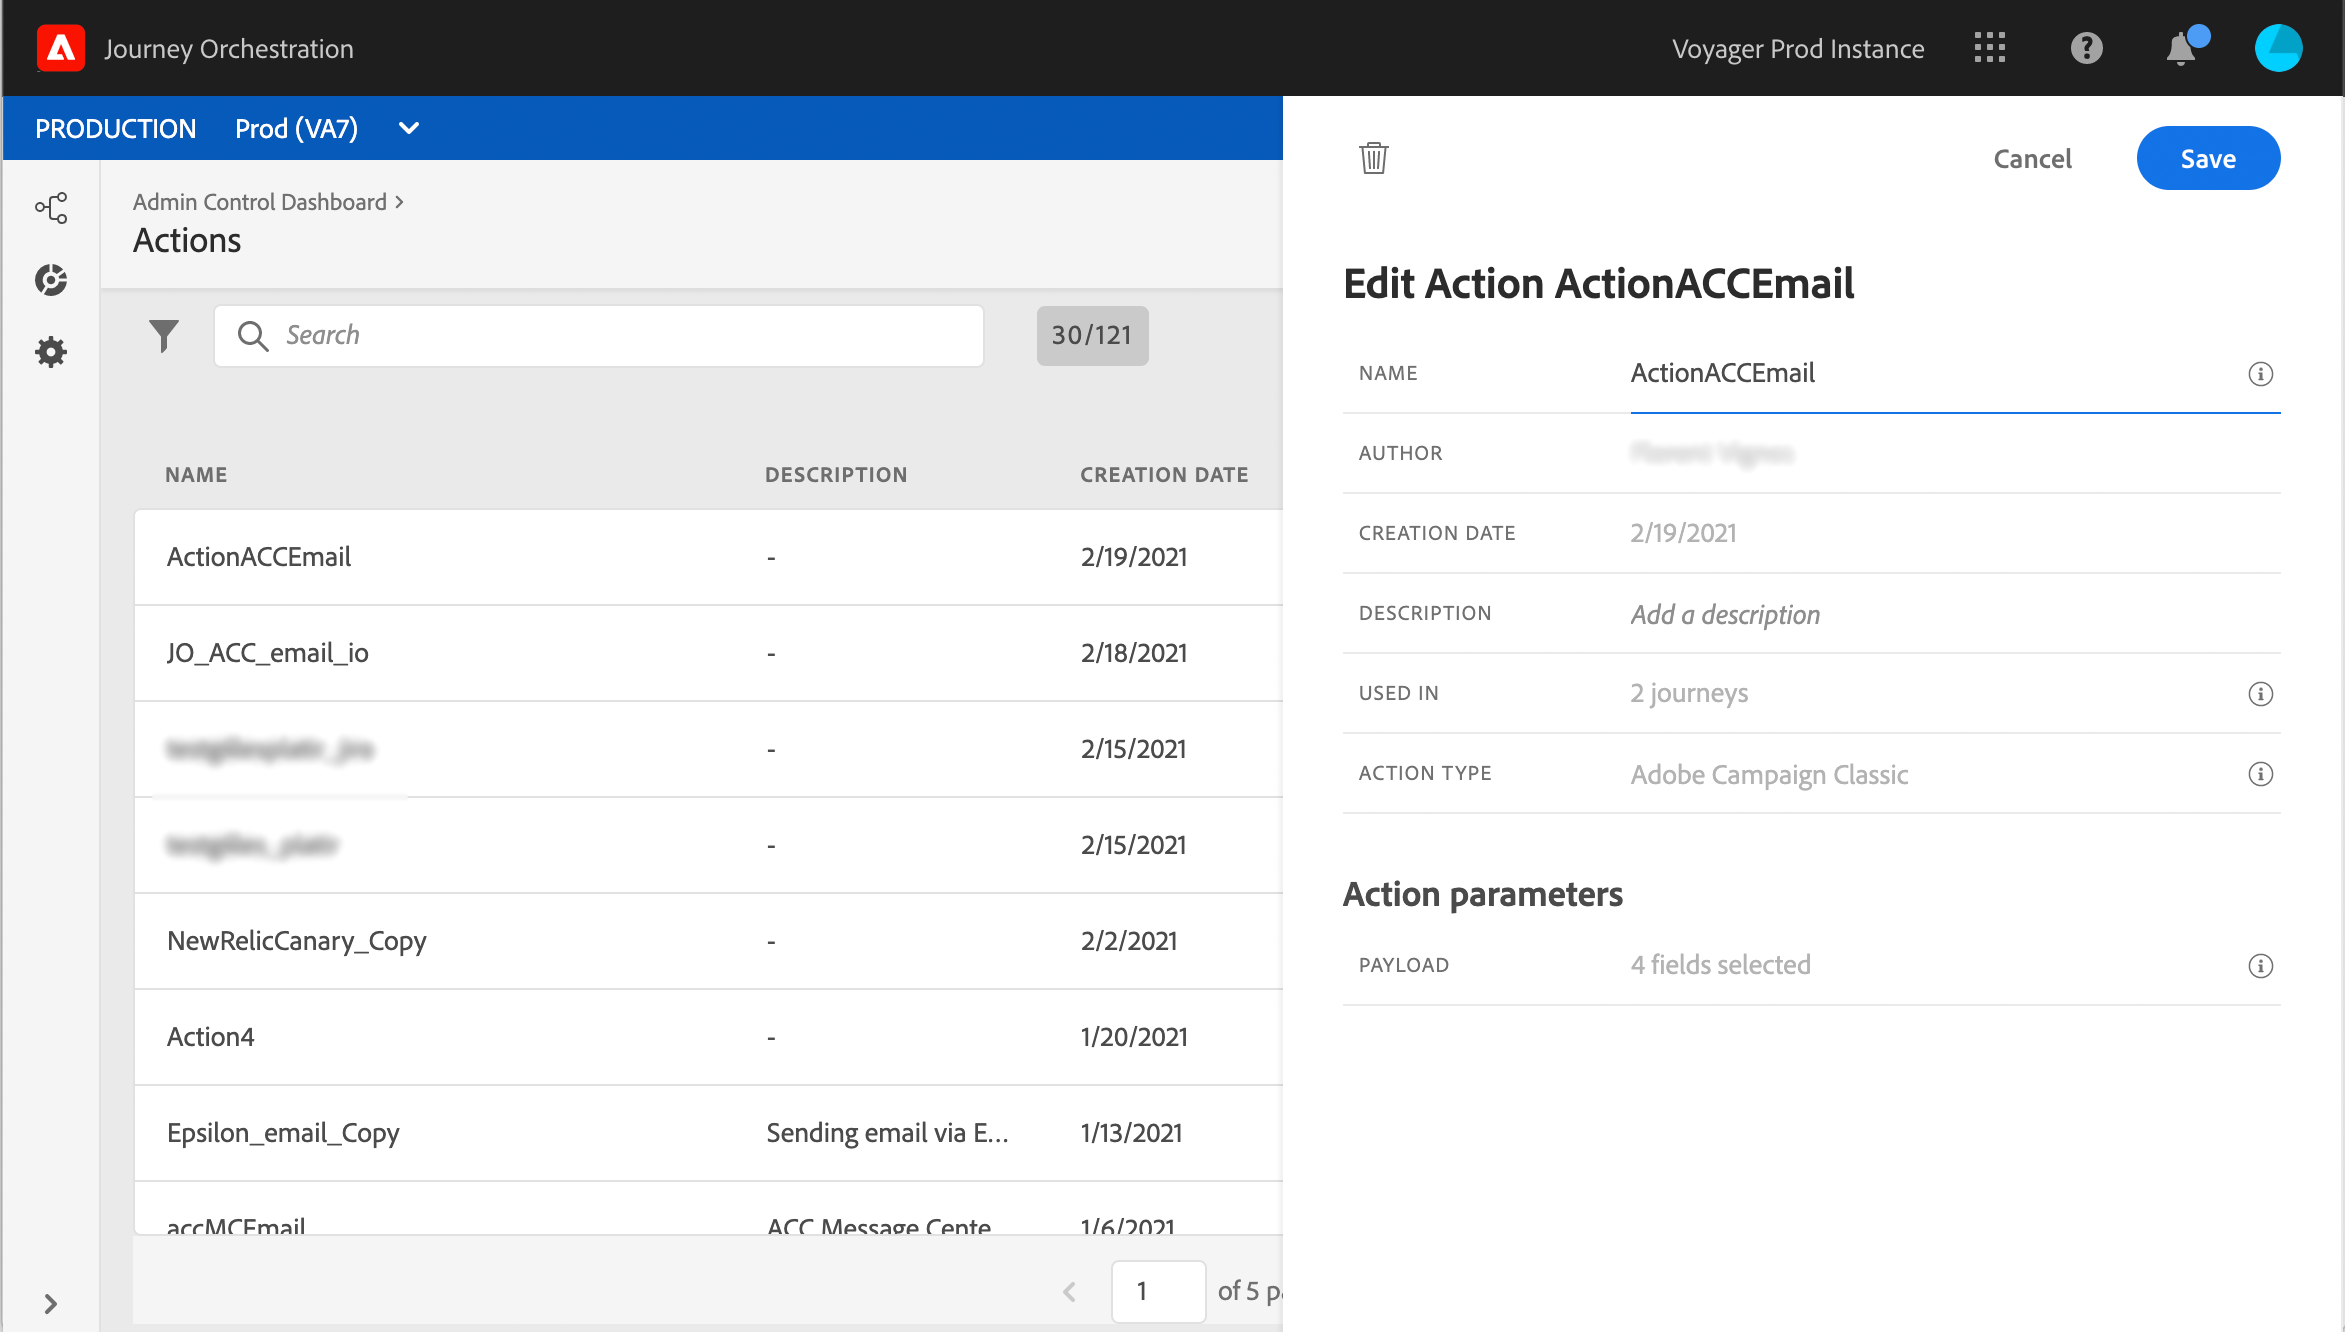 Journey Orchestration
Voyager Prod Instance
PRODUCTION Prod (VA7)
Admin Control Dashboard >
Actions
Search
30/121
NAME DESCRIPTION CREATION DATE
ActionACCEmail - 2/19/2021
JO_ACC_email_io - 2/18/2021
- 2/15/2021
- 2/15/2021
NewRelicCanary_Copy - 2/2/2021
Action4 - 1/20/2021
Epsilon_email_Copy Sending email via E... 1/13/2021
accMCEmail ACC Message Cente 1/6/2021
1 of 5
Cancel Save
Edit Action ActionACCEmail
NAME ActionACCEmail
AUTHOR
CREATION DATE 2/19/2021
DESCRIPTION Add a description
USED IN 2 journeys
ACTION TYPE Adobe Campaign Classic
Action parameters
PAYLOAD 4 fields selected